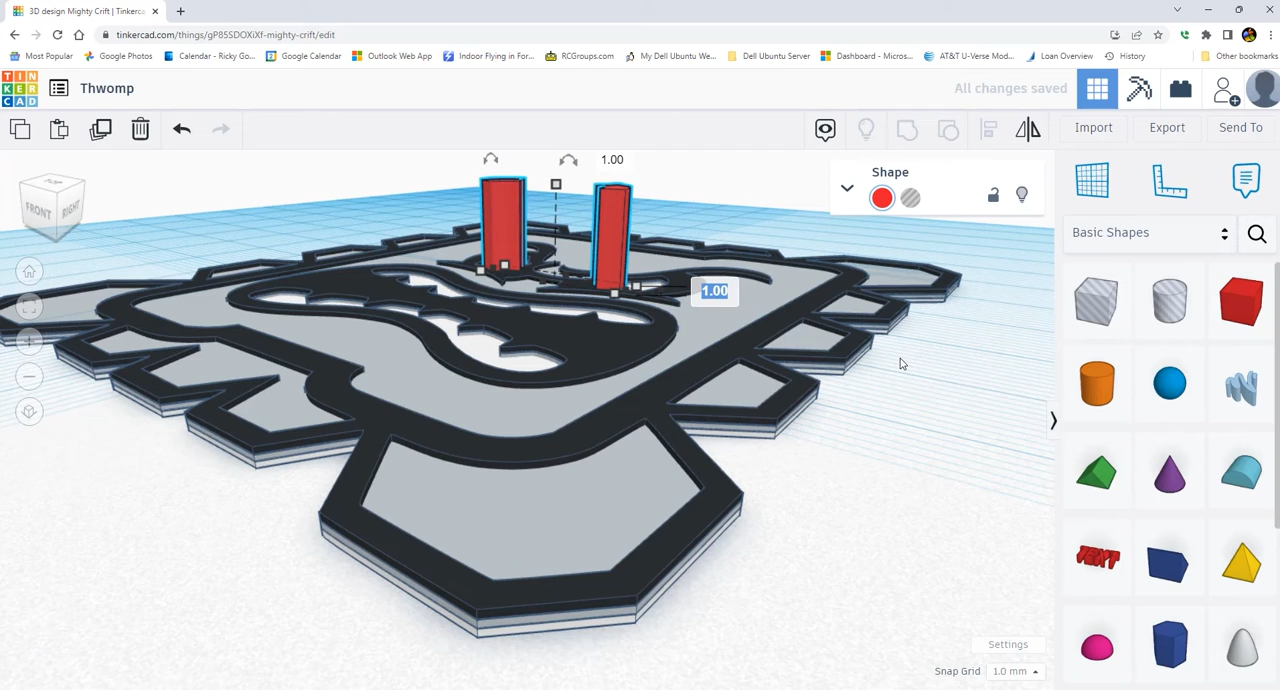 3D design Mighty Crift | Tinkerc
tinkercad.com/things/gP85SDOXiXf-mighty-crift/edit
Most Popular Google Photos Calendar - Ricky Go... Google Calendar Outlook Web App Indoor Flying in For... RCGroups.com My Dell Ubuntu We... Dell Ubuntu Server Dashboard - Micros... AT&T U-Verse Mod... Loan Overview History Other bookmarks
TIN
KER
CAD
Thwomp
All changes saved
Import Export Send To
1.00
Shape
TOP
FRONT RIGHT
Basic Shapes
1.00
TEXT
Settings
Snap Grid 1.0 mm